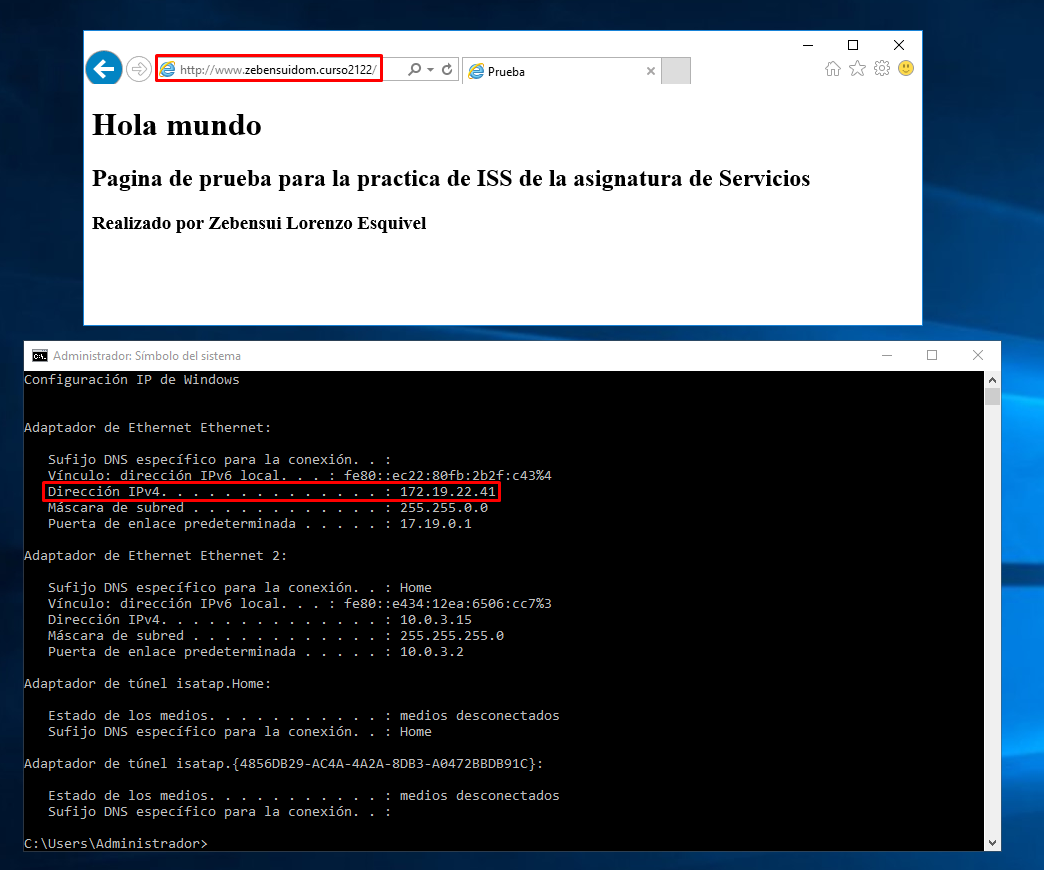 http://www.zebensuidom.curso2122/
Prueba
Hola mundo
Pagina de prueba para la practica de ISS de la asignatura de Servicios
Realizado por Zebensui Lorenzo Esquivel
Administrador: Símbolo del sistema
Configuración IP de Windows
Adaptador de Ethernet Ethernet:
Sufijo DNS específico para la conexión. . :
Vínculo: dirección IPv6 local. . . : fe80::ec22:80fb:2b2f:c43%4
Dirección IPv4. . . . . . . . . . . . . . : 172.19.22.41
Máscara de subred . . . . . . . . . . . . : 255.255.0.0
Puerta de enlace predeterminada . . . . . : 17.19.0.1
Adaptador de Ethernet Ethernet 2:
Sufijo DNS específico para la conexión. . : Home
Vínculo: dirección IPv6 local. . . : fe80::e434:12ea:6506:cc7%3
Dirección IPv4. . . . . . . . . . . . . . : 10.0.3.15
Máscara de subred . . . . . . . . . . . . : 255.255.255.0
Puerta de enlace predeterminada . . . . . : 10.0.3.2
Adaptador de túnel isatap.Home:
Estado de los medios. . . . . . . . . . . : medios desconectados
Sufijo DNS específico para la conexión. . : Home
Adaptador de túnel isatap.{4856DB29-AC4A-4A2A-8DB3-A0472BBDB91C}:
Estado de los medios. . . . . . . . . . . : medios desconectados
Sufijo DNS específico para la conexión. . :
C:\Users\Administrador>